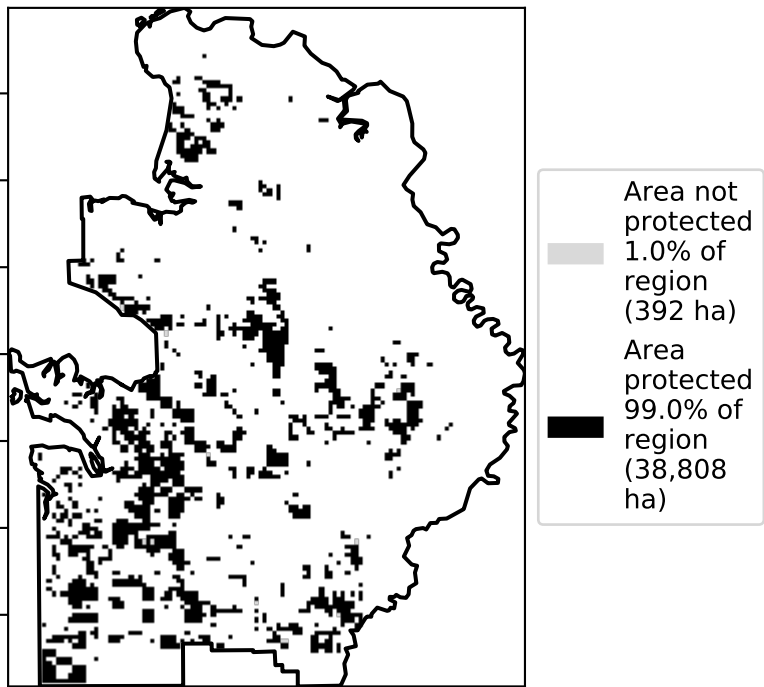 Area not
protected
1.0% of
region
(392 ha)
Area
protected
99.0% of
region
(38,808
ha)